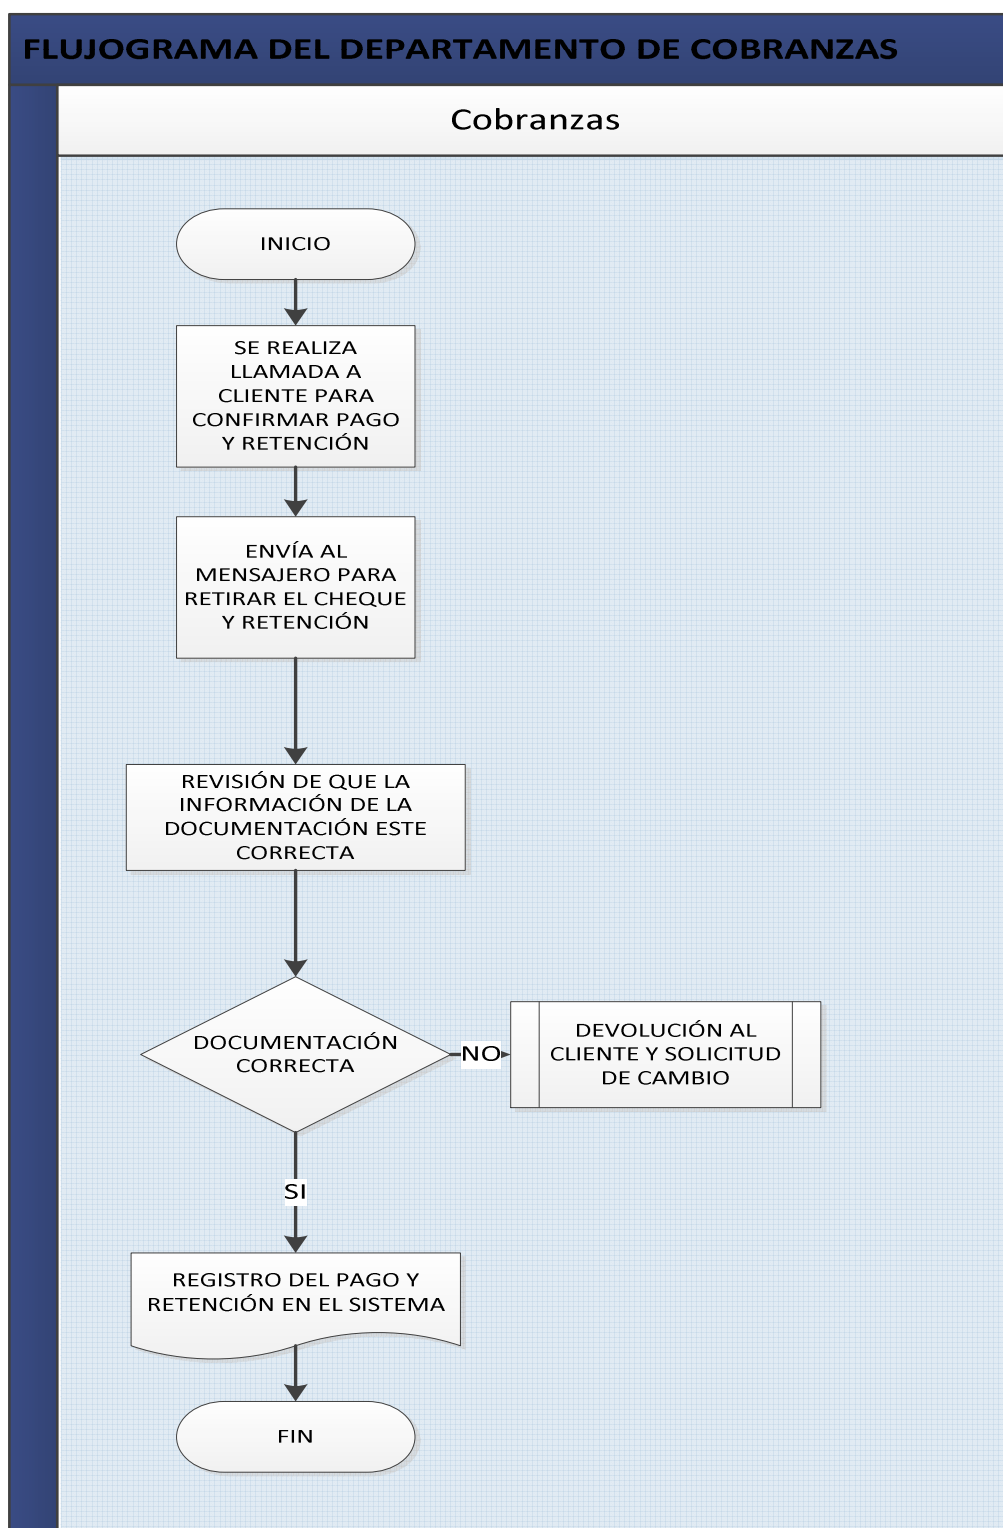 FLUJOGRAMA DEL DEPARTAMENTO DE COBRANZAS
Cobranzas
INICIO
SE REALIZA
LLAMADA A
CLIENTE PARA
CONFIRMAR PAGO
Y RETENCIÓN
ENVÍA AL
MENSAJERO PARA
RETIRAR EL CHEQUE
Y RETENCIÓN
REVISIÓN DE QUE LA
INFORMACIÓN DE LA
DOCUMENTACIÓN ESTE
CORRECTA
DOCUMENTACIÓN
CORRECTA
NO
DEVOLUCIÓN AL
CLIENTE Y SOLICITUD
DE CAMBIO
SI
REGISTRO DEL PAGO Y
RETENCIÓN EN EL SISTEMA
FIN